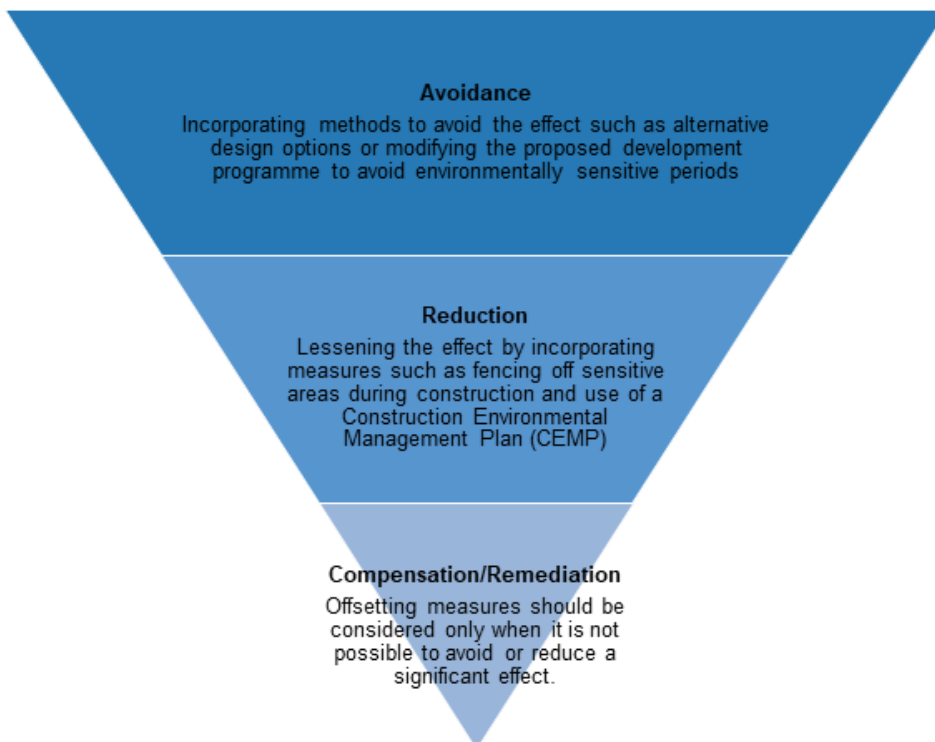 Avoidance
Incorporating methods to avoid the effect such as alternative
design options or modifying the proposed development
programme to avoid environmentally sensitive periods
Reduction
Lessening the effect by incorporating
measures such as fencing off sensitive
areas during construction and use of a
Construction Environmental
Management Plan (CEMP)
Compensation/Remediation
Offsetting measures should be
considered only when it is not
possible to avoid or reduce a
significant effect.